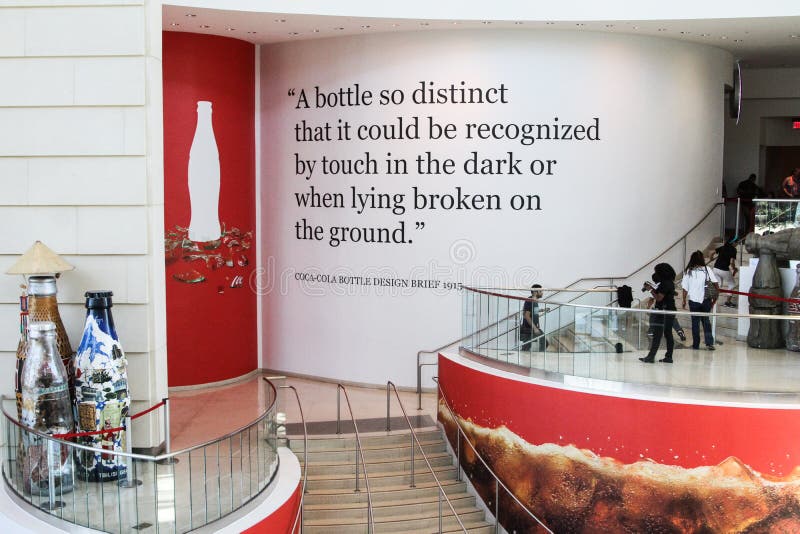 “A bottle so distinct
that it could be recognized
by touch in the dark or
when lying broken on
the ground.”
COCA-COLA BOTTLE DESIGN BRIEF 1915
TBILISI